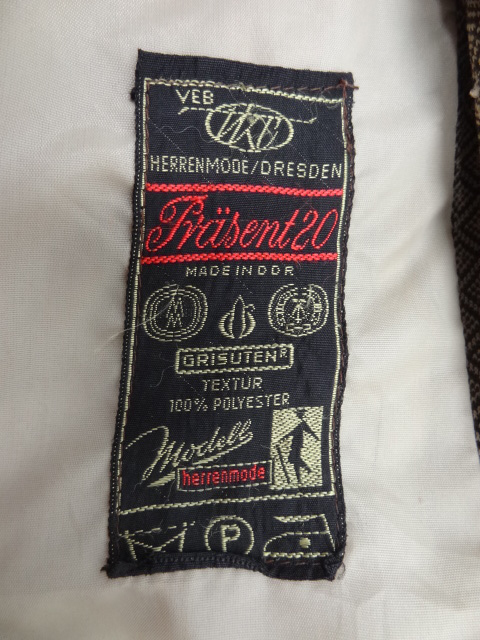 VEB
HERRENMODE/DRESDEN
Präsent 20
MADE IN DDR
GRISUTEN®
TEXTUR
100% POLYESTER
Modell
herrenmode
P